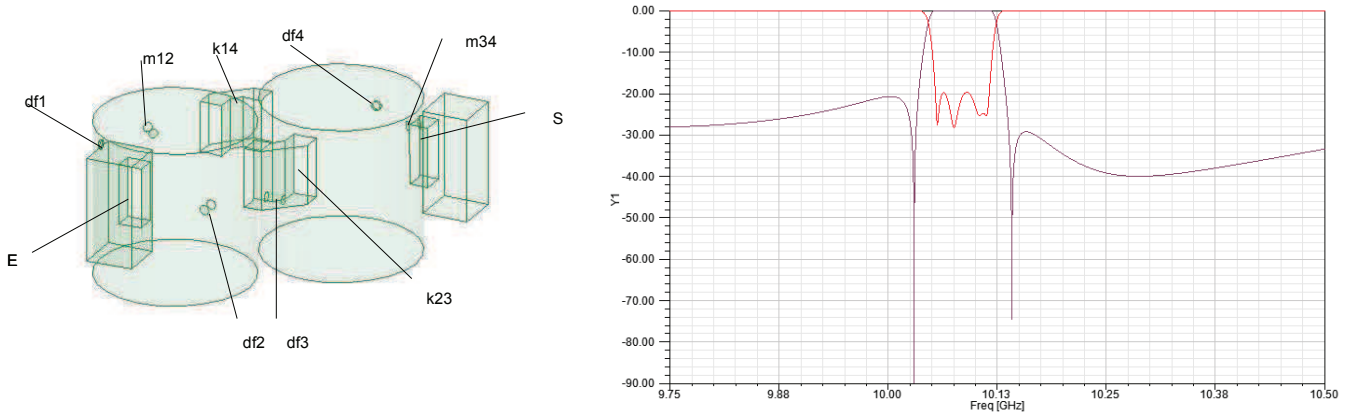 df4
k14
m34
m12
df1
S
E
k23
df2 df3
0.00
-10.00
-20.00
-30.00
-40.00
-50.00
-60.00
-70.00
-80.00
-90.00
Y1
9.75 9.88 10.00 10.13 10.25 10.38 10.50
Freq [GHz]